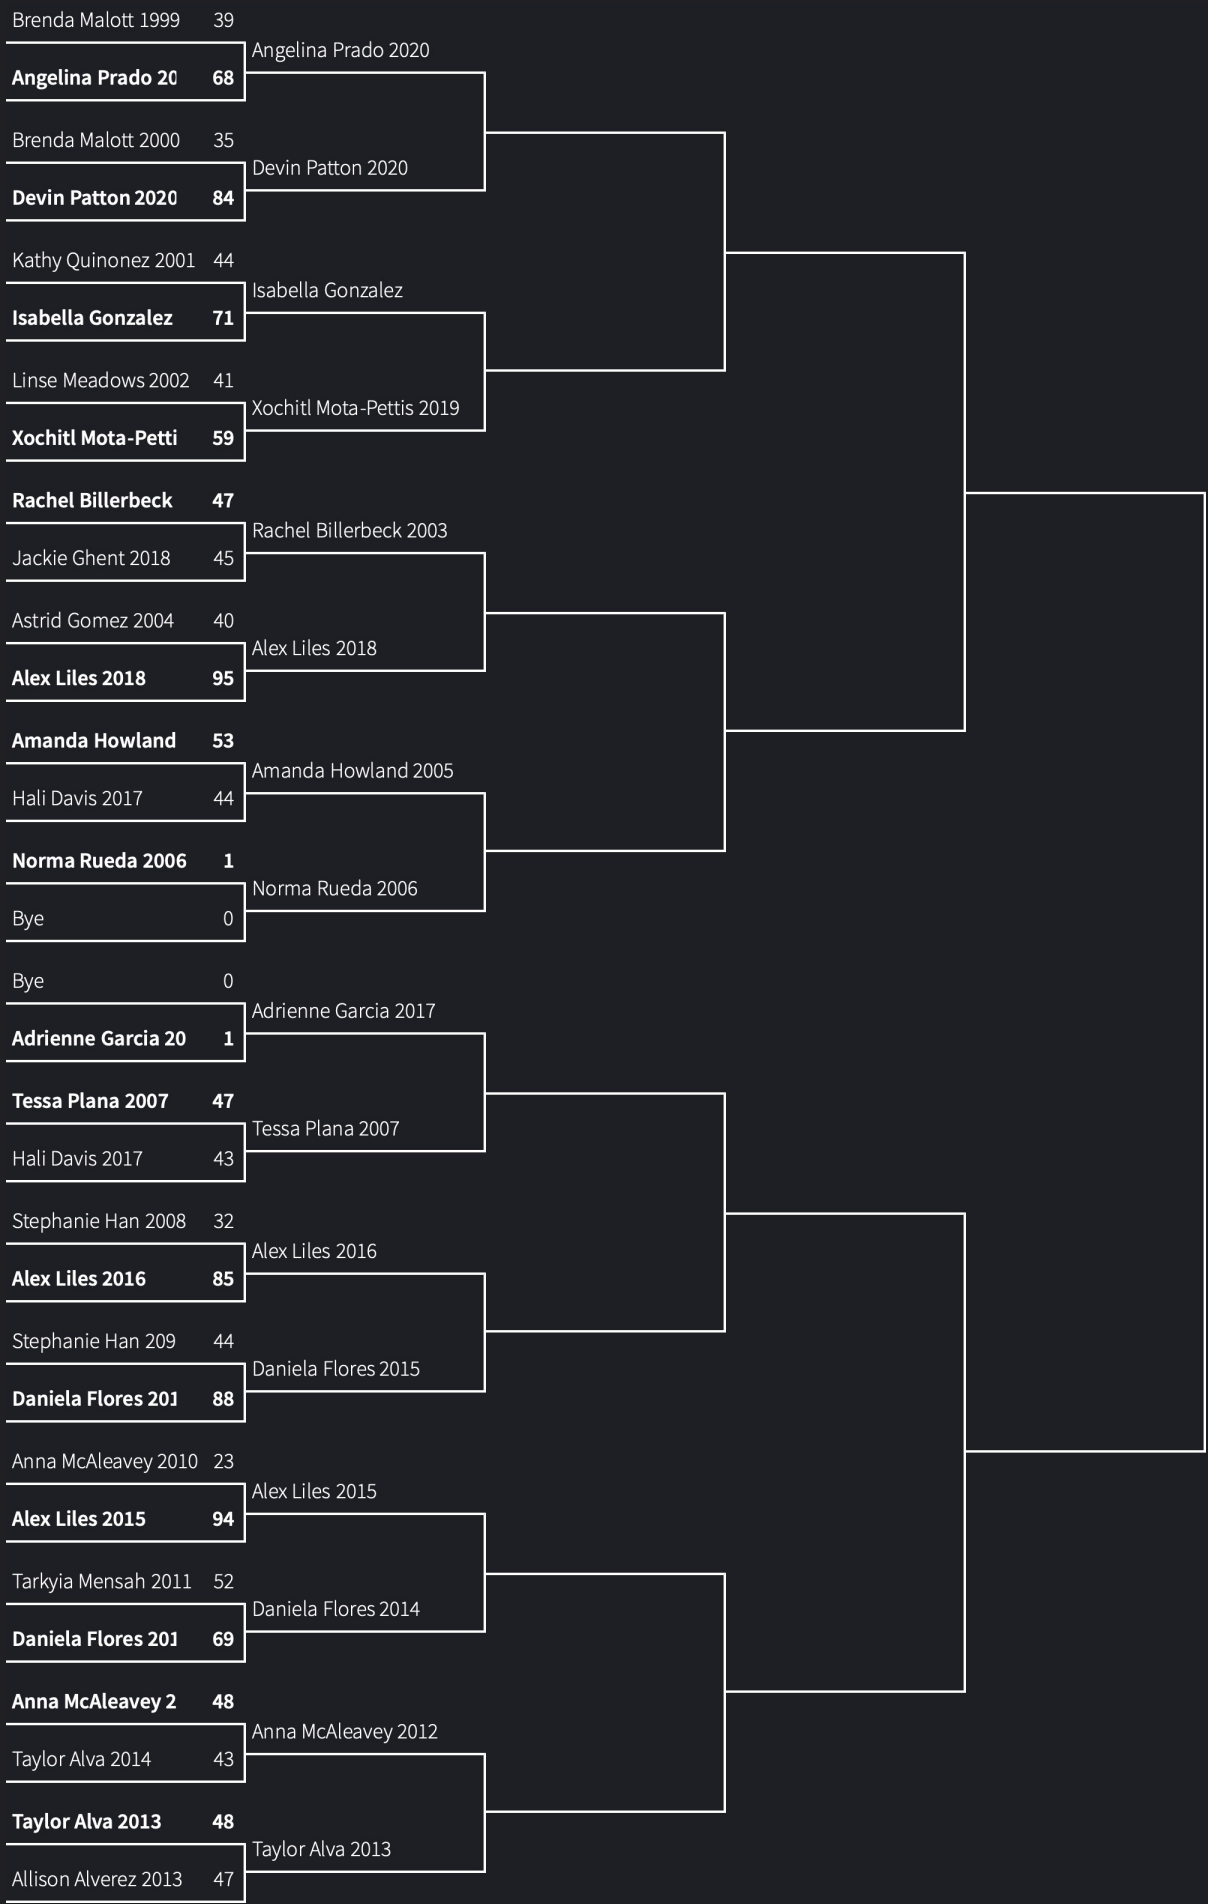 Brenda Malott 1999 39
Angelina Prado 20 68
Angelina Prado 2020
Brenda Malott 2000 35
Devin Patton 2020 84
Devin Patton 2020
Kathy Quinonez 2001 44
Isabella Gonzalez 71
Isabella Gonzalez
Linse Meadows 2002 41
Xochitl Mota-Petti 59
Xochitl Mota-Pettis 2019
Rachel Billerbeck 47
Jackie Ghent 2018 45
Rachel Billerbeck 2003
Astrid Gomez 2004 40
Alex Liles 2018 95
Alex Liles 2018
Amanda Howland 53
Hali Davis 2017 44
Amanda Howland 2005
Norma Rueda 2006 1
Bye 0
Norma Rueda 2006
Bye 0
Adrienne Garcia 20 1
Adrienne Garcia 2017
Tessa Plana 2007 47
Hali Davis 2017 43
Tessa Plana 2007
Stephanie Han 2008 32
Alex Liles 2016 85
Alex Liles 2016
Stephanie Han 209 44
Daniela Flores 201 88
Daniela Flores 2015
Anna McAleavey 2010 23
Alex Liles 2015 94
Alex Liles 2015
Tarkyia Mensah 2011 52
Daniela Flores 201 69
Daniela Flores 2014
Anna McAleavey 2 48
Taylor Alva 2014 43
Anna McAleavey 2012
Taylor Alva 2013 48
Allison Alverez 2013 47
Taylor Alva 2013